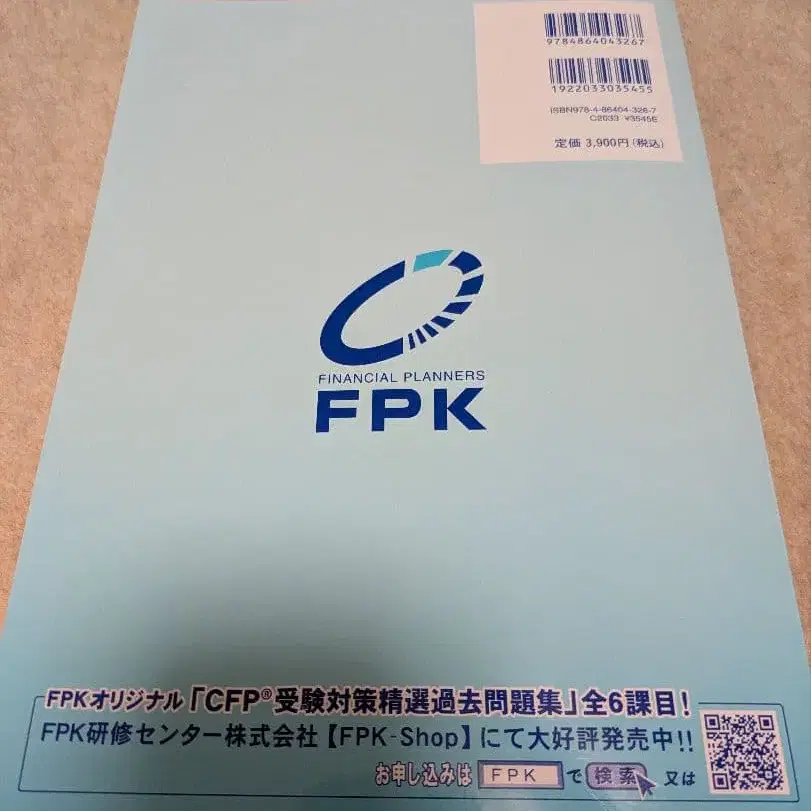 9784864043267
1922033035455
ISBN978-4-86404-326-7
C2033 ¥3545E
定価 3,900円(税込)
FINANCIAL PLANNERS
FPK
FPKオリジナル「CFP®受験対策精選過去問題集」全6課目!
FPK研修センター株式会社【FPK-Shop】にて大好評発売中!!
お申し込みは FPK で 検索 又は